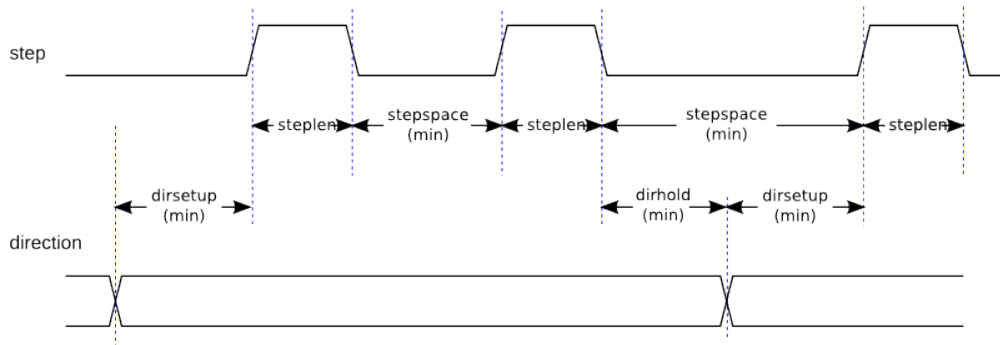 step
steplen
stepspace
(min)
steplen
stepspace
(min)
steplen
dirsetup
(min)
dirhold
(min)
dirsetup
(min)
direction